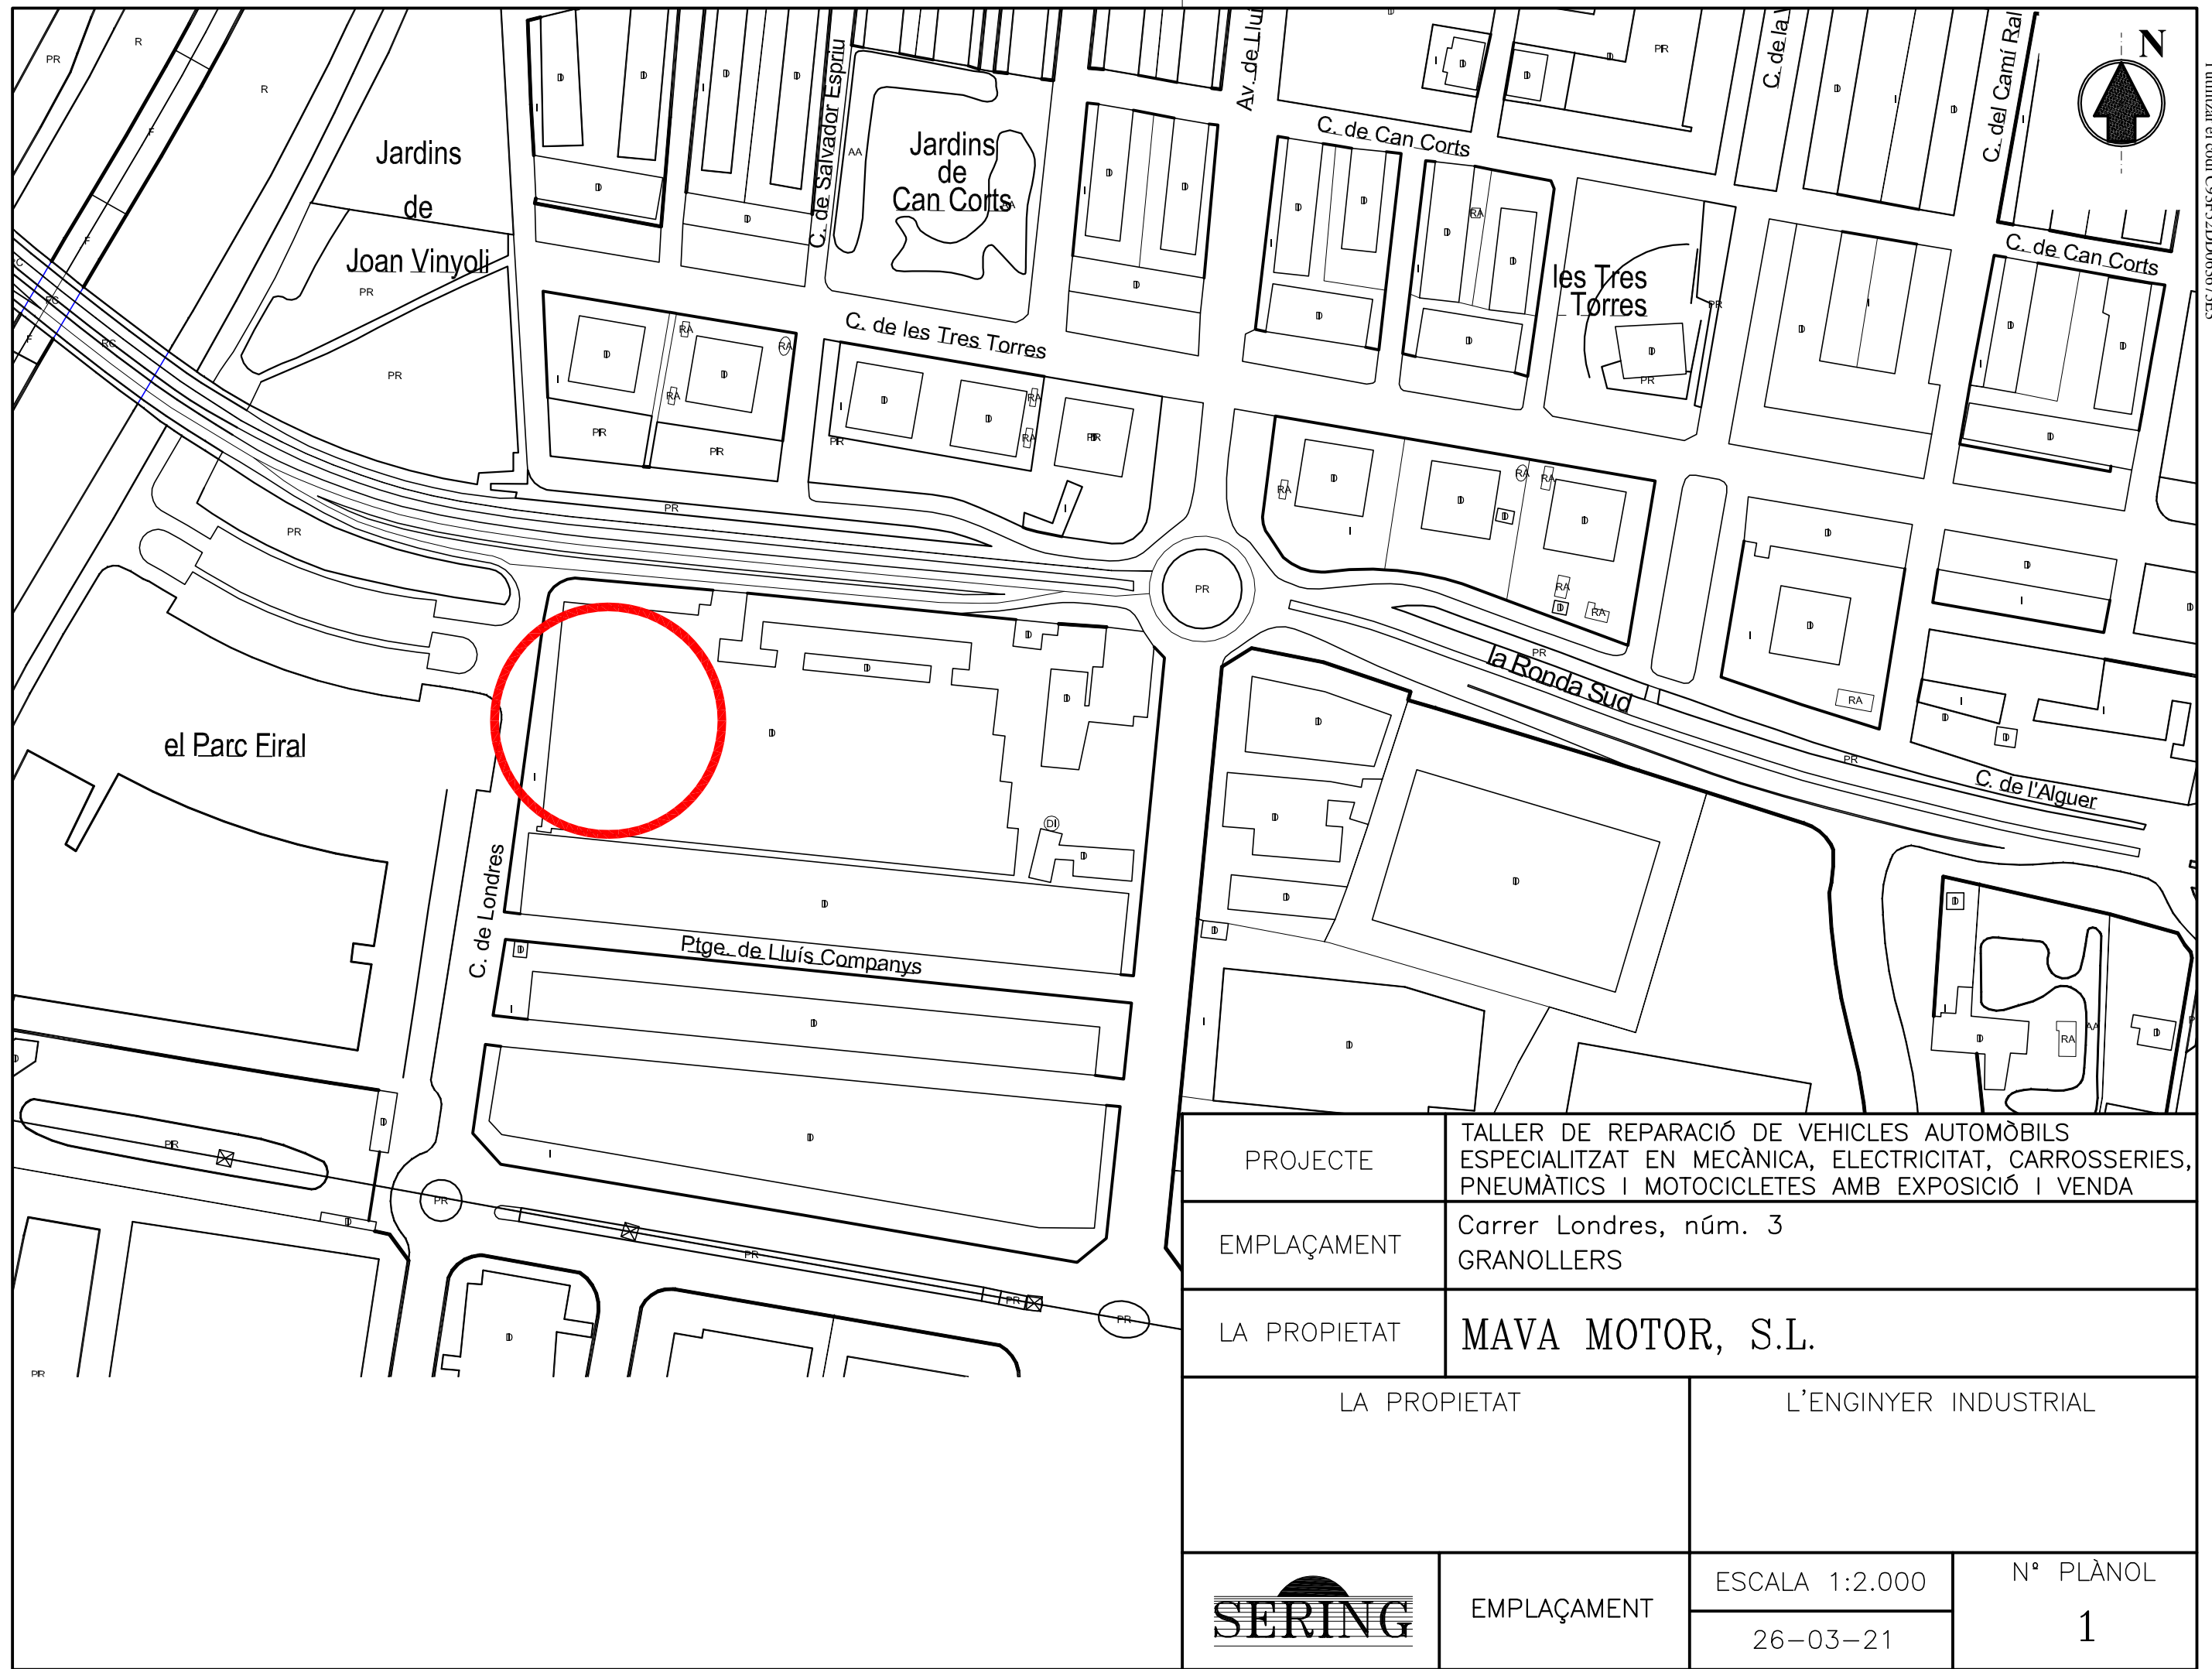 C. de Salvador Espriu
Av. de Lluí
C. de la V
C. del Camí Ral
N
Jardins
de
Joan Vinyoli
Jardins
de
Can Corts
C. de Can Corts
C. de Can Corts
les Tres
Torres
C. de les Tres Torres
la Ronda Sud
C. de l'Alguer
el Parc Firal
C. de Londres
Ptge. de Lluís Companys
PROJECTE
TALLER DE REPARACIÓ DE VEHICLES AUTOMÒBILS
ESPECIALITZAT EN MECÀNICA, ELECTRICITAT, CARROSSERIES,
PNEUMÀTICS I MOTOCICLETES AMB EXPOSICIÓ I VENDA
EMPLAÇAMENT
Carrer Londres, núm. 3
GRANOLLERS
LA PROPIETAT
MAVA MOTOR, S.L.
LA PROPIETAT
L'ENGINYER INDUSTRIAL
SERING
EMPLAÇAMENT
ESCALA 1:2.000
26-03-21
Nº PLÀNOL
1